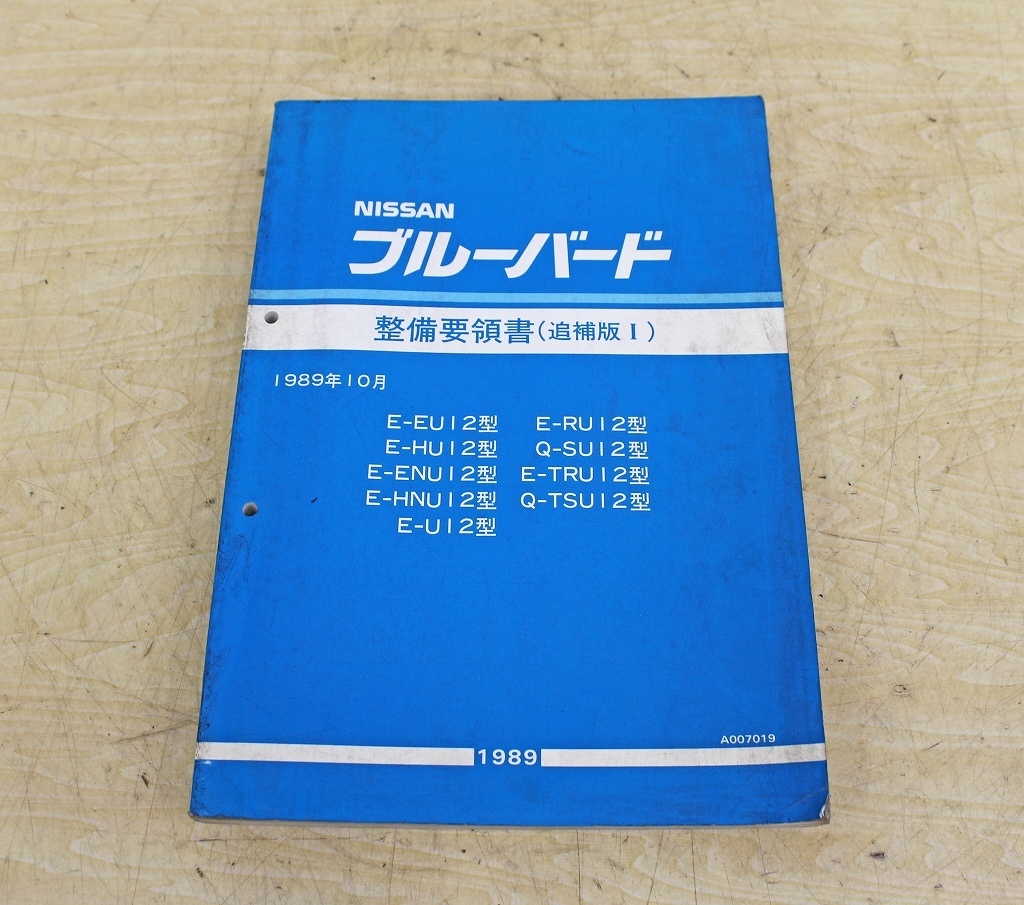 NISSAN
ブルーバード
整備要領書(追補版 I)
1989年10月
E-EU12型 E-RU12型
E-HU12型 Q-SU12型
E-ENU12型 E-TRU12型
E-HNU12型 Q-TSU12型
E-U12型
A007019
1989